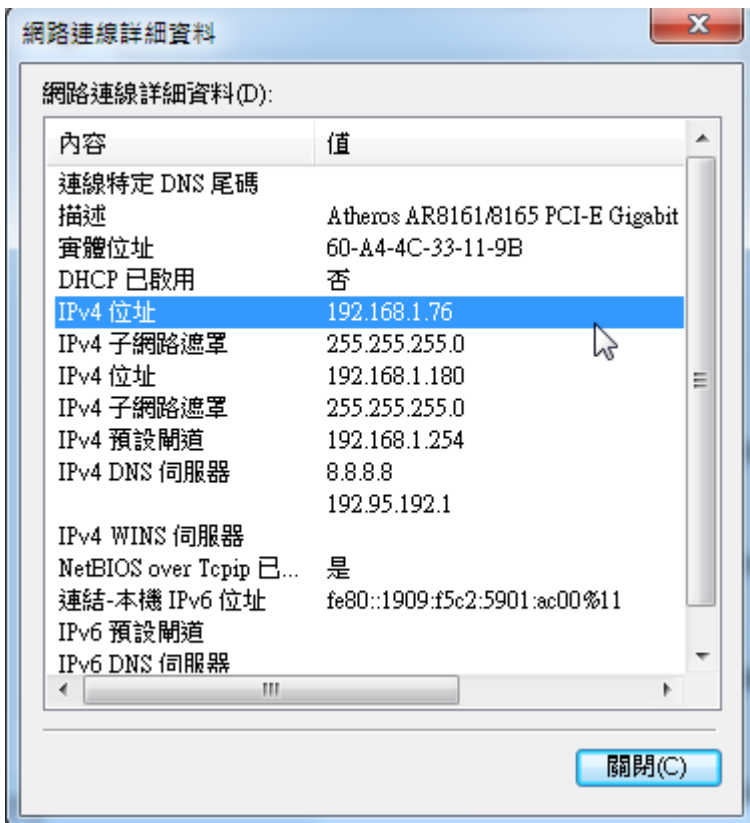 網路連線詳細資料
網路連線詳細資料(D):
內容 值
連線特定 DNS 尾碼
描述 Atheros AR8161/8165 PCI-E Gigabit
實體位址 60-A4-4C-33-11-9B
DHCP 已啟用 否
IPv4 位址 192.168.1.76
IPv4 子網路遮罩 255.255.255.0
IPv4 位址 192.168.1.180
IPv4 子網路遮罩 255.255.255.0
IPv4 預設閘道 192.168.1.254
IPv4 DNS 伺服器 8.8.8.8
192.95.192.1
IPv4 WINS 伺服器
NetBIOS over Tcpip 已... 是
連結-本機 IPv6 位址 fe80::1909:f5c2:5901:ac00%11
IPv6 預設閘道
IPv6 DNS 伺服器
關閉(C)